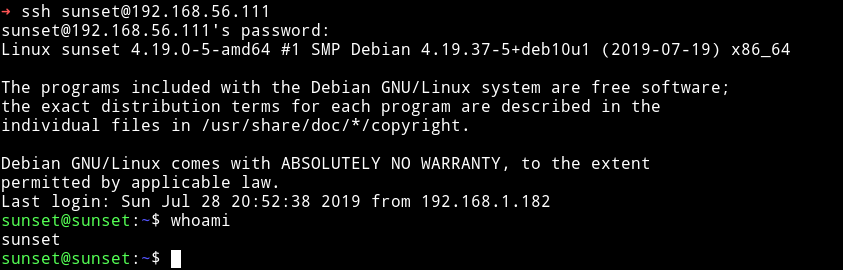 → ssh sunset@192.168.56.111
sunset@192.168.56.111's password:
Linux sunset 4.19.0-5-amd64 #1 SMP Debian 4.19.37-5+deb10u1 (2019-07-19) x86_64
The programs included with the Debian GNU/Linux system are free software;
the exact distribution terms for each program are described in the
individual files in /usr/share/doc/*/copyright.
Debian GNU/Linux comes with ABSOLUTELY NO WARRANTY, to the extent
permitted by applicable law.
Last login: Sun Jul 28 20:52:38 2019 from 192.168.1.182
sunset@sunset:~$ whoami
sunset
sunset@sunset:~$